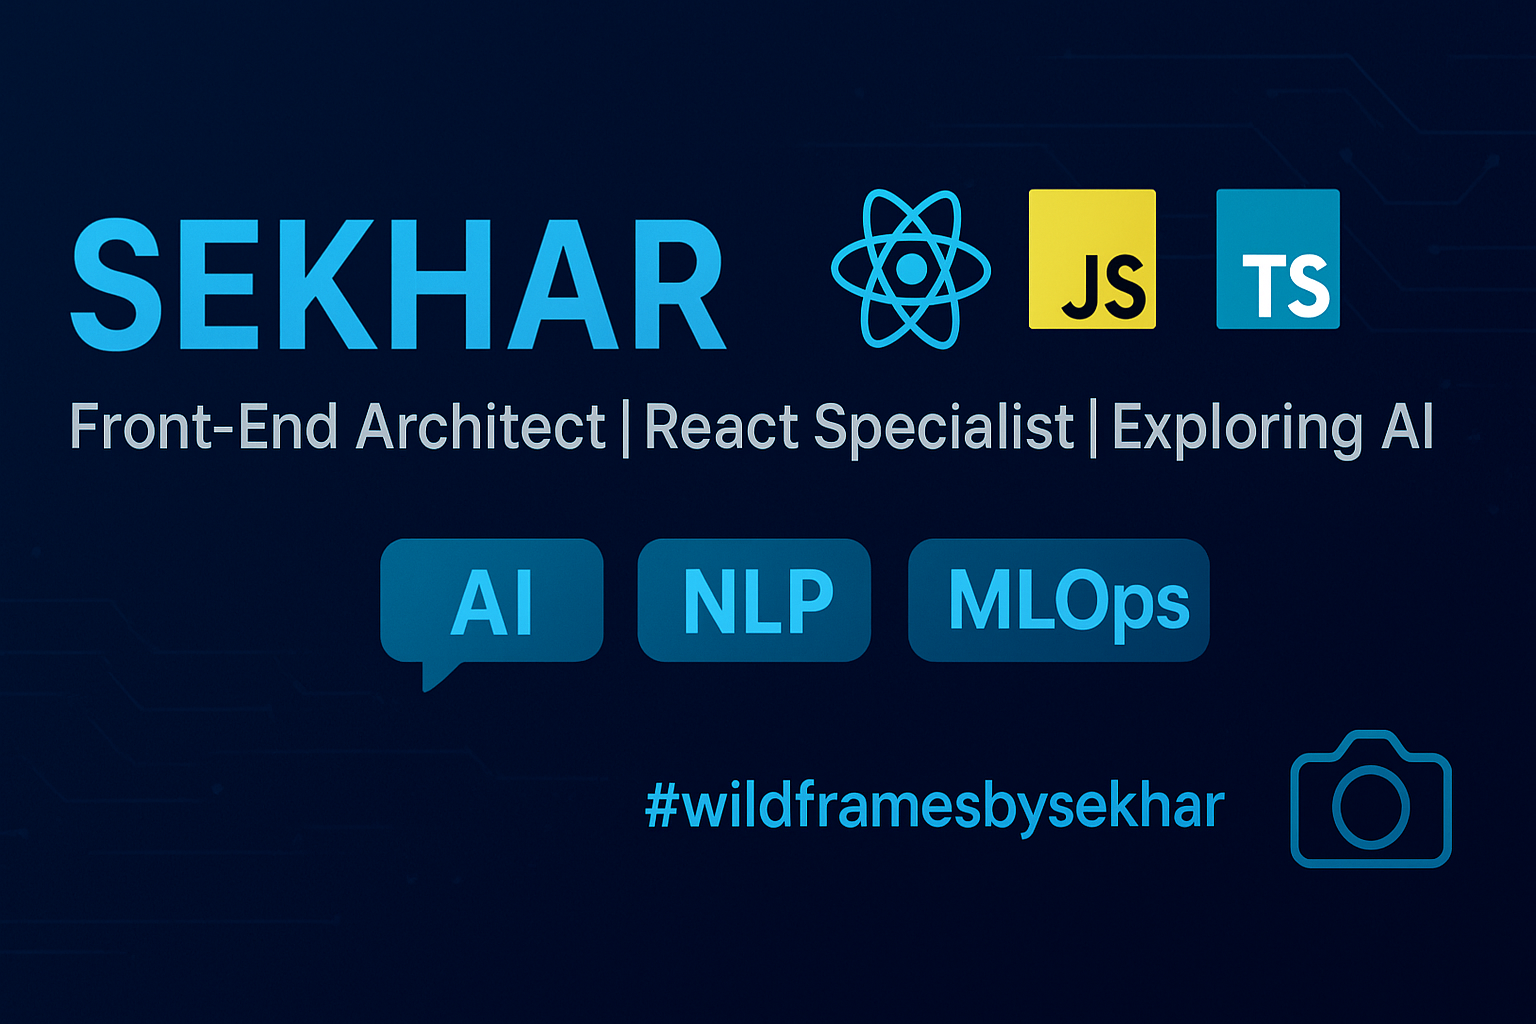 SEKHAR JS TS
Front-End Architect | React Specialist | Exploring AI
AI NLP MLOps
#wildframesbysekhar